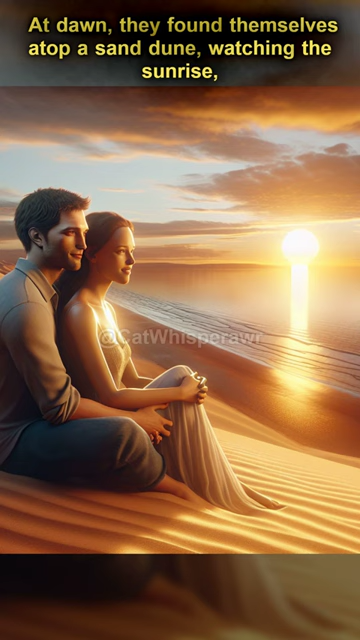 At dawn, they found themselves
atop a sand dune, watching the
sunrise,
@CatWhisperawr